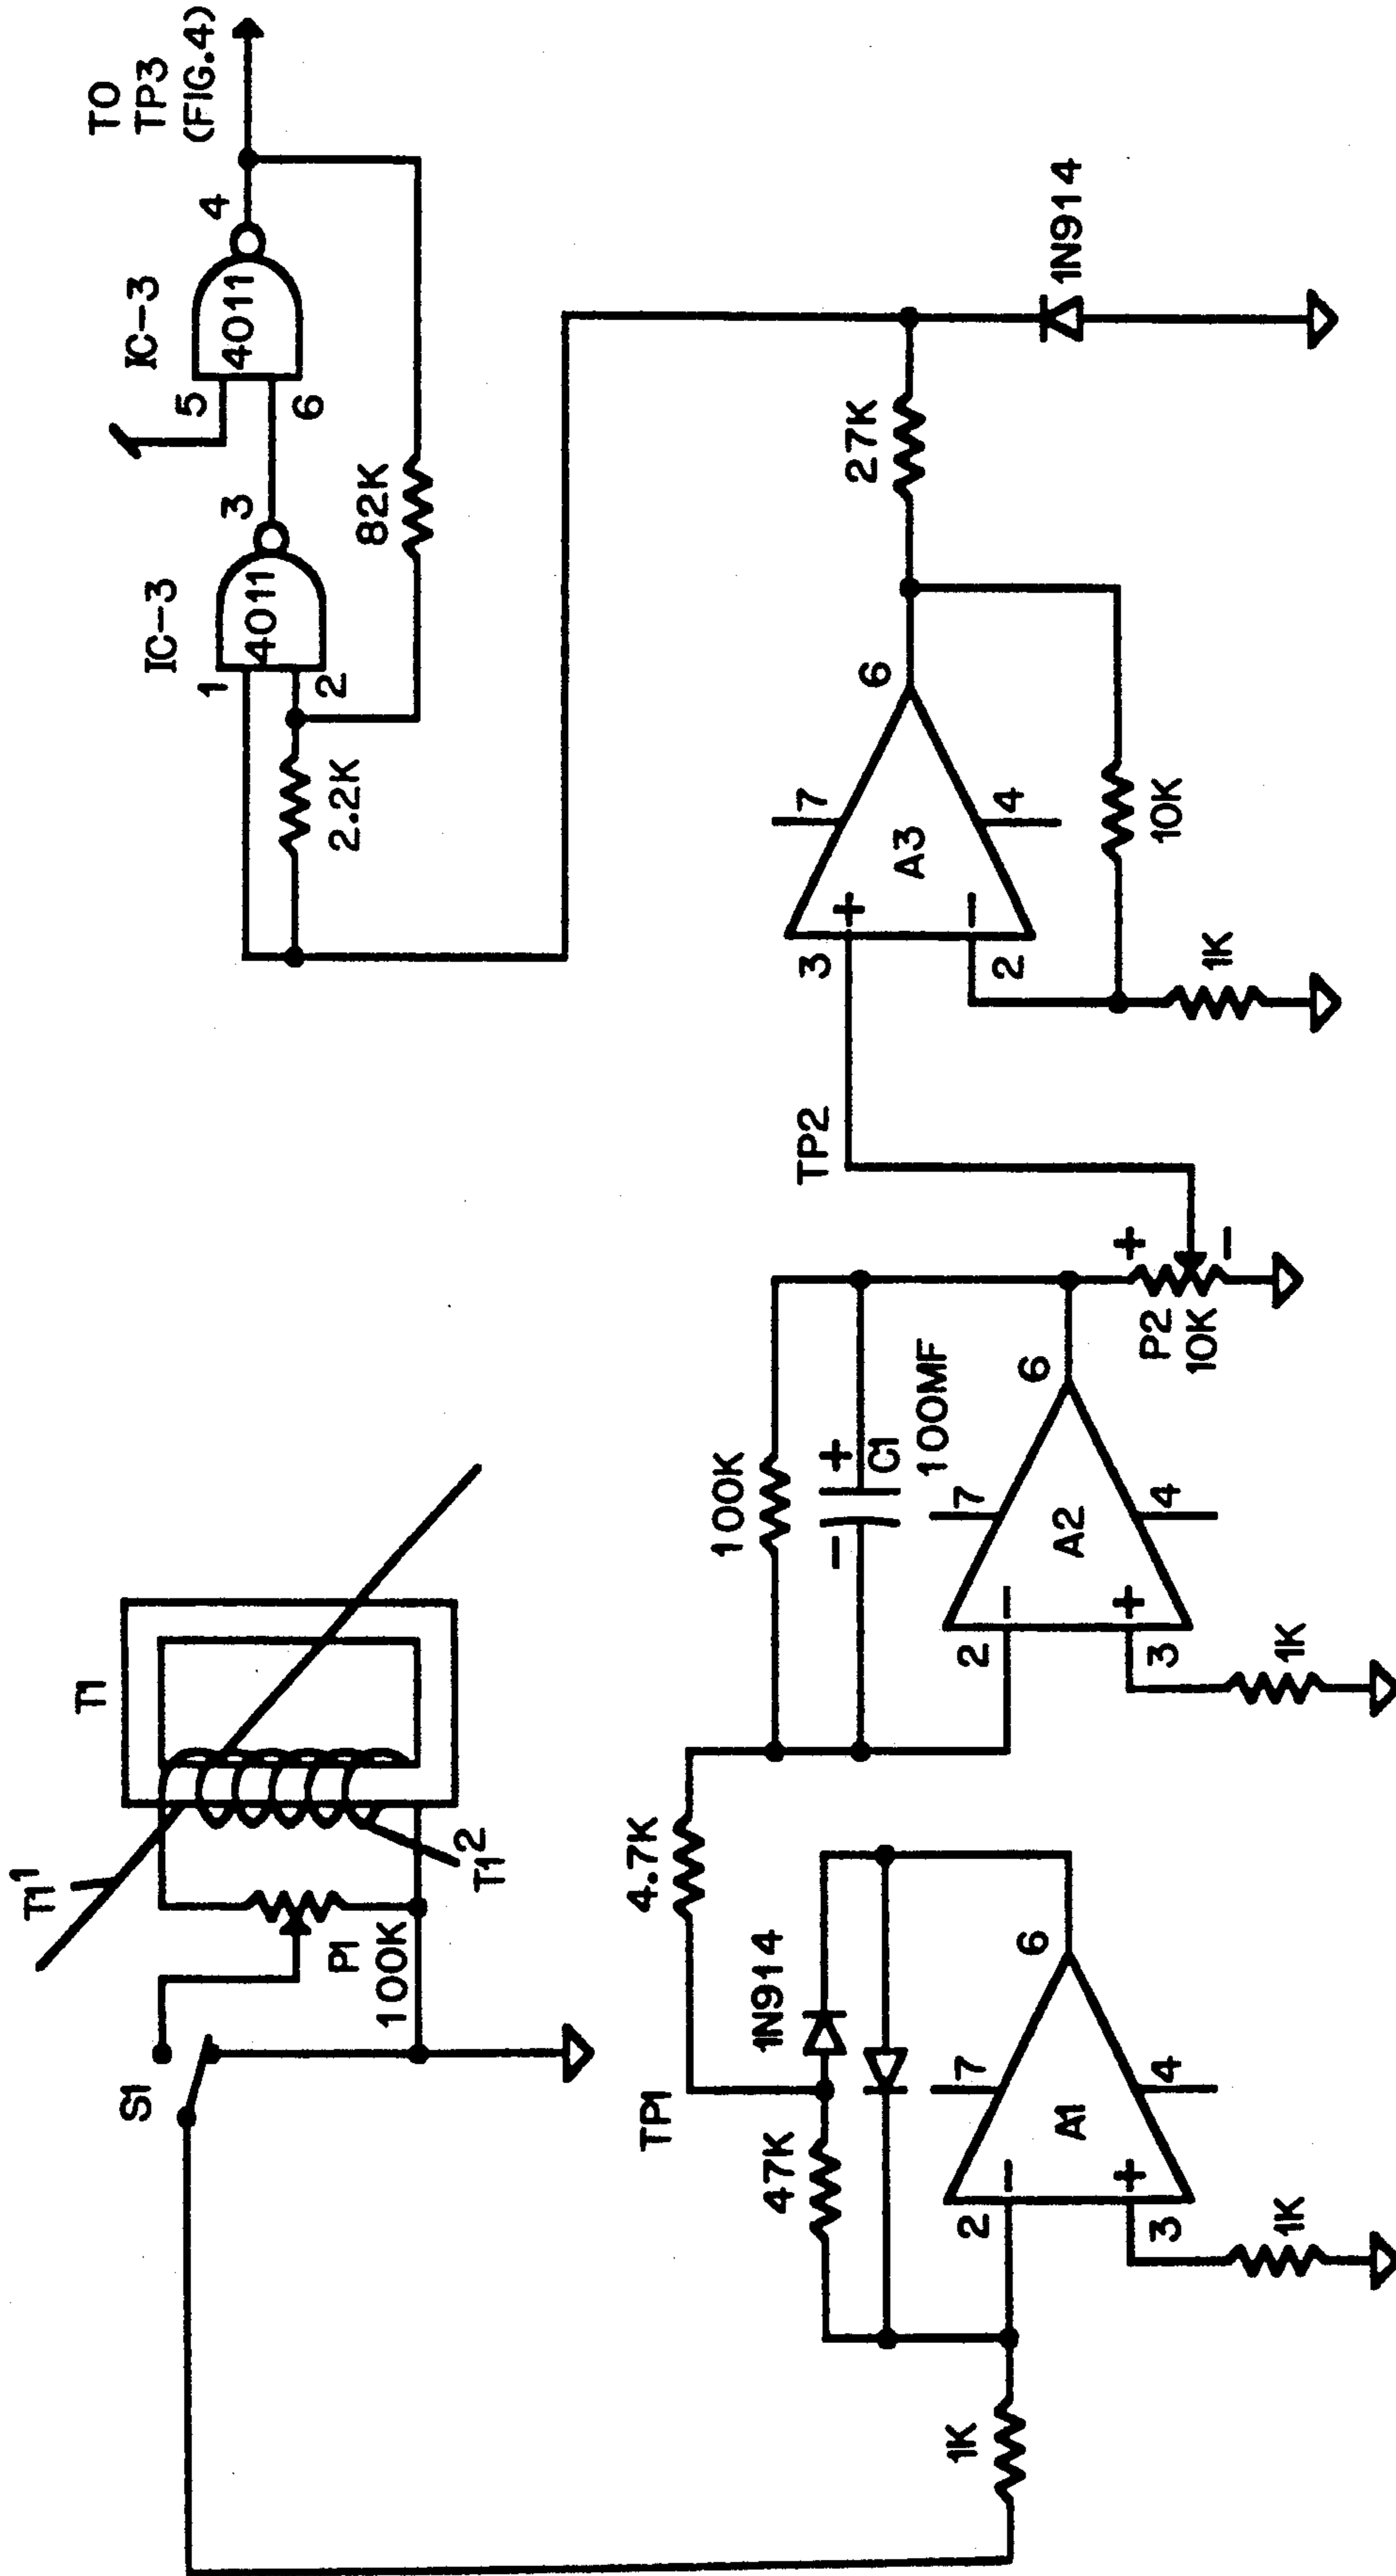 T1¹
T1
T1²
S1
P1
100K
IC-3
IC-3
1
4011
3
2
5
4011
4
6
TO
TP3
(FIG.4)
2.2K
82K
TP1
4.7K
47K
1N914
2
7
A1
6
3
4
1K
1K
100K
-
+
C1
100MF
2
7
A2
6
3
4
1K
+
-
P2
10K
TP2
3
7
A3
6
2
4
27K
10K
1K
1N914